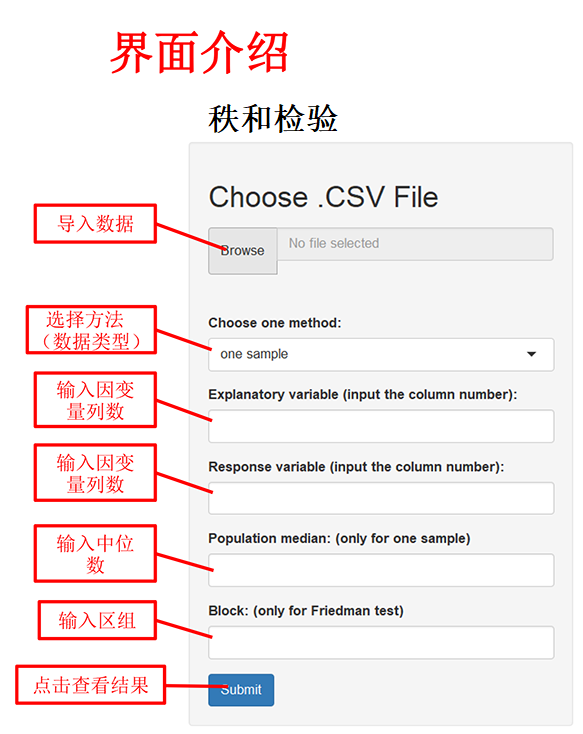 界面介绍
秩和检验
Choose .CSV File
导入数据
Browse
No file selected
选择方法
（数据类型）
Choose one method:
one sample
输入因变
量列数
Explanatory variable (input the column number):
输入因变
量列数
Response variable (input the column number):
输入中位
数
Population median: (only for one sample)
输入区组
Block: (only for Friedman test)
点击查看结果
Submit